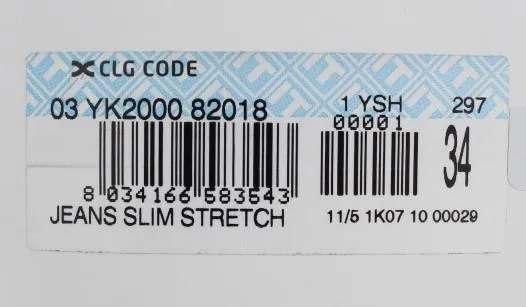 CLG CODE
03 YK2000 82018 1 YSH 297
00001
34
8 034166 583543
JEANS SLIM STRETCH 11/5 1K07 10 00029